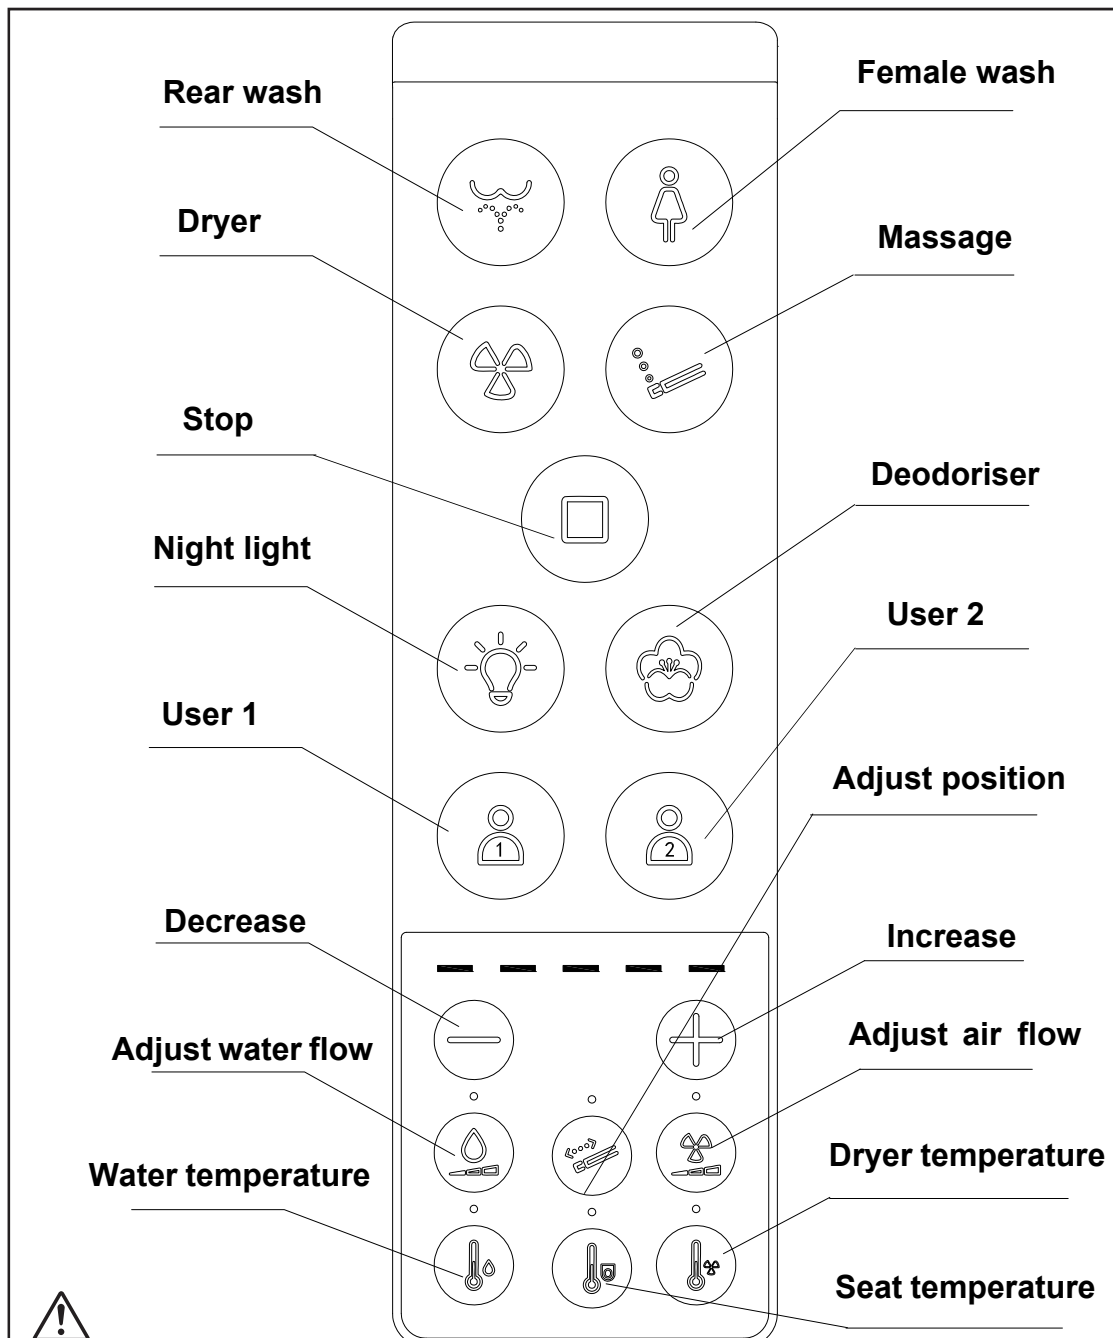 Rear wash
Female wash
Dryer
Massage
Stop
Deodoriser
Night light
User 2
User 1
Adjust position
1
2
Decrease
Increase
Adjust water flow
Adjust air flow
Water temperature
Dryer temperature
Seat temperature